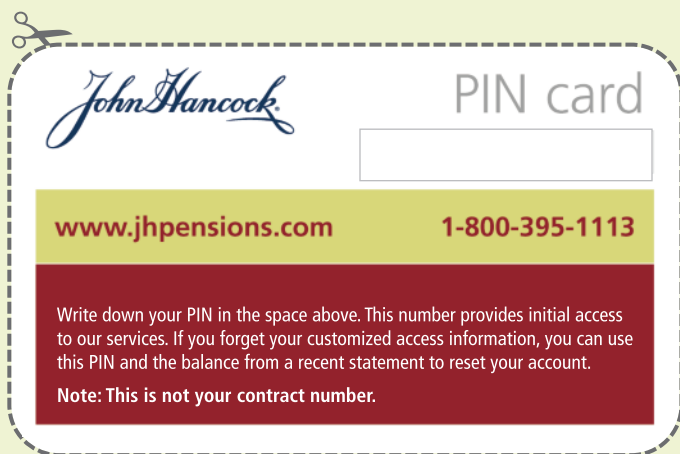 John Hancock.
PIN card
www.jhpensions.com 1-800-395-1113
Write down your PIN in the space above. This number provides initial access
to our services. If you forget your customized access information, you can use
this PIN and the balance from a recent statement to reset your account.
Note: This is not your contract number.